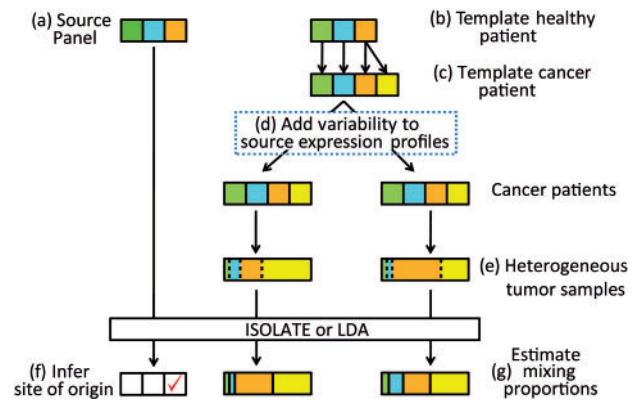 (a) Source
Panel
(b) Template healthy
patient
(c) Template cancer
patient
(d) Add variability to
source expression profiles
Cancer patients
(e) Heterogeneous
tumor samples
ISOLATE or LDA
(f) Infer
site of origin
Estimate
(g) mixing
proportions